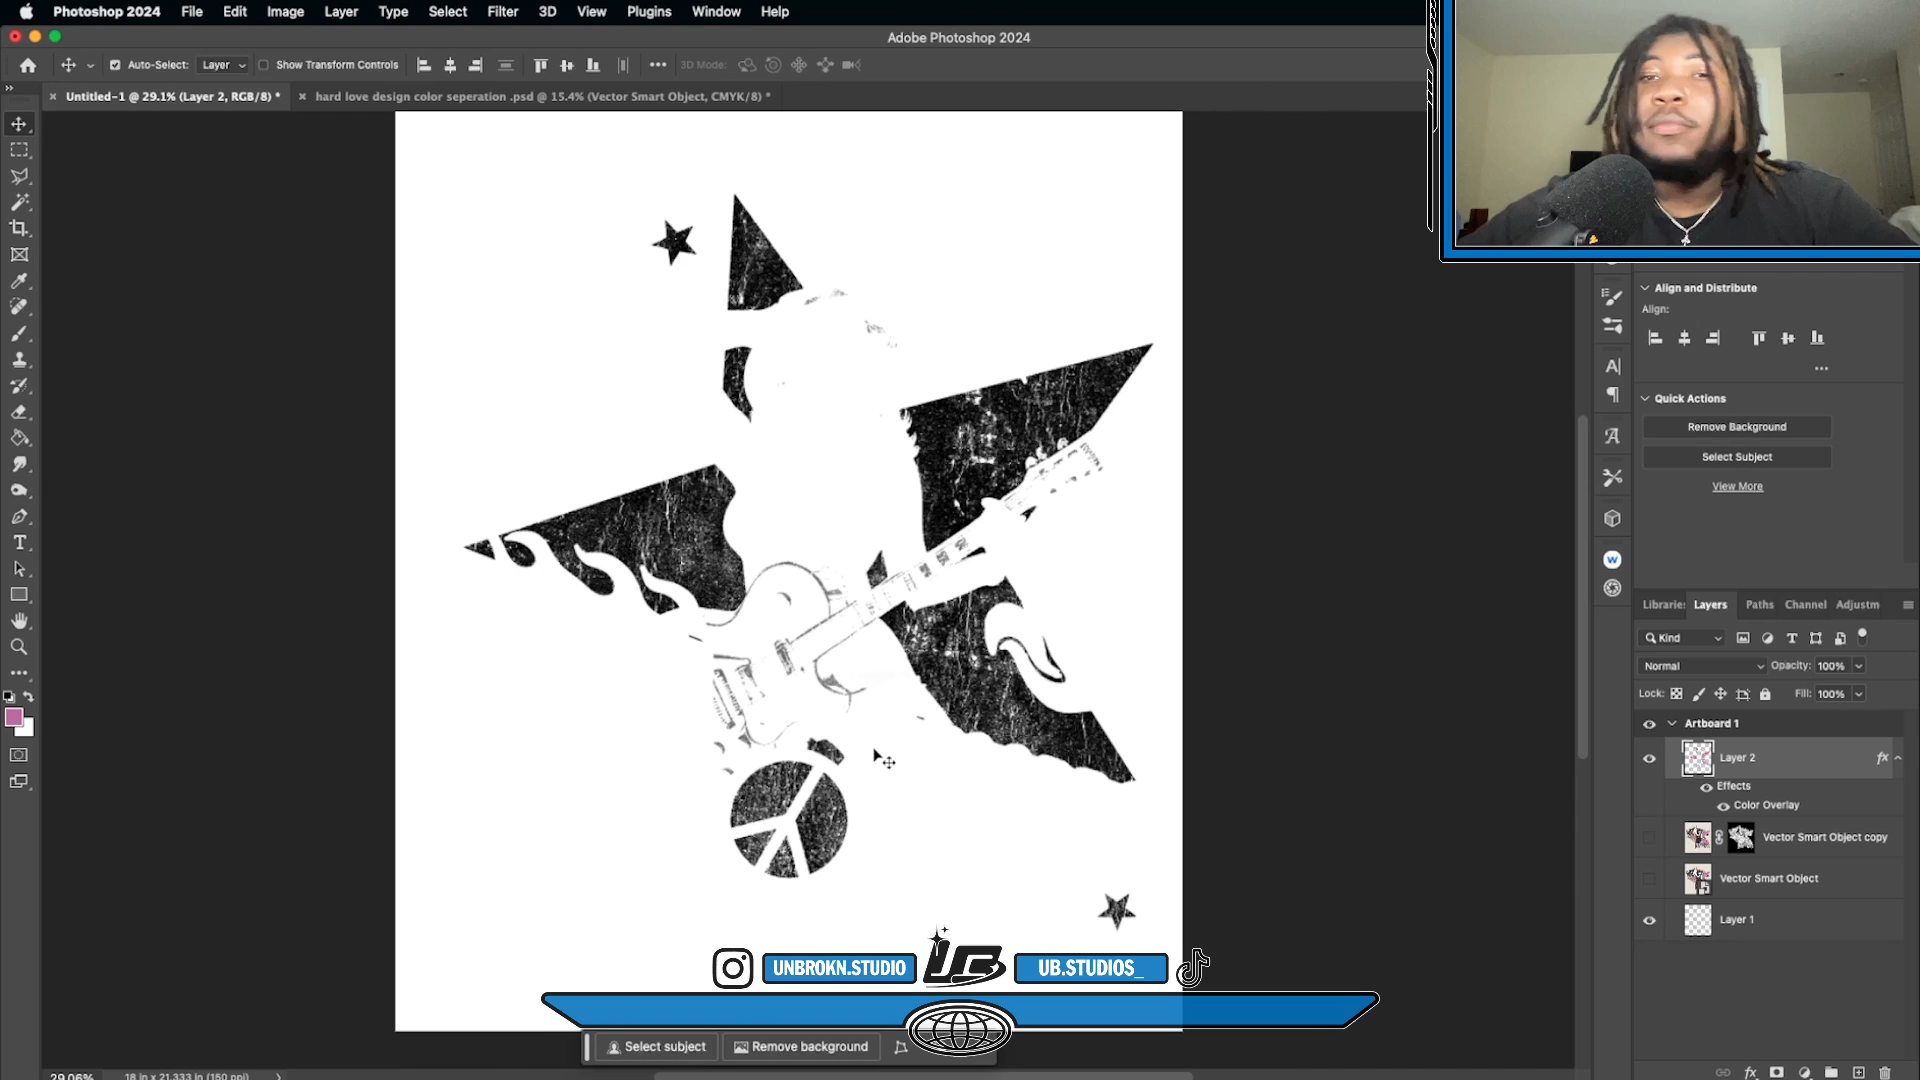 Photoshop 2024 File Edit Image Layer Type Select Filter 3D View Plugins Window Help
Adobe Photoshop 2024
Auto-Select: Layer Show Transform Controls 3D Mode:
Untitled-1 @ 29.1% (Layer 2, RGB/8) * hard love design color seperation .psd @ 15.4% (Vector Smart Object, CMYK/8) *
Align and Distribute
Align:
Quick Actions
Remove Background
Select Subject
View More
Libraries Layers Paths Channel Adjustm
Kind
Normal Opacity: 100%
Lock: Fill: 100%
Artboard 1
Layer 2 fx
Effects
Color Overlay
Vector Smart Object copy
Vector Smart Object
Layer 1
UNBROKN.STUDIO UB UB.STUDIOS_
Select subject Remove background
29.06% 18 in x 21.333 in (150 ppi)